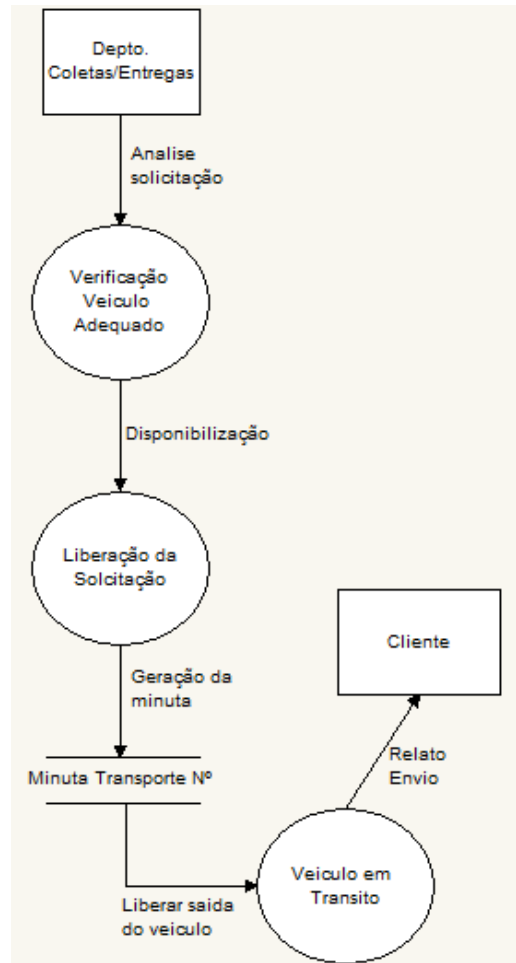 Depto.
Coletas/Entregas
Analise
solicitação
Verificação
Veiculo
Adequado
Disponibilização
Liberação da
Solcitação
Geração da
minuta
Minuta Transporte Nº
Liberar saida
do veiculo
Veiculo em
Transito
Relato
Envio
Cliente